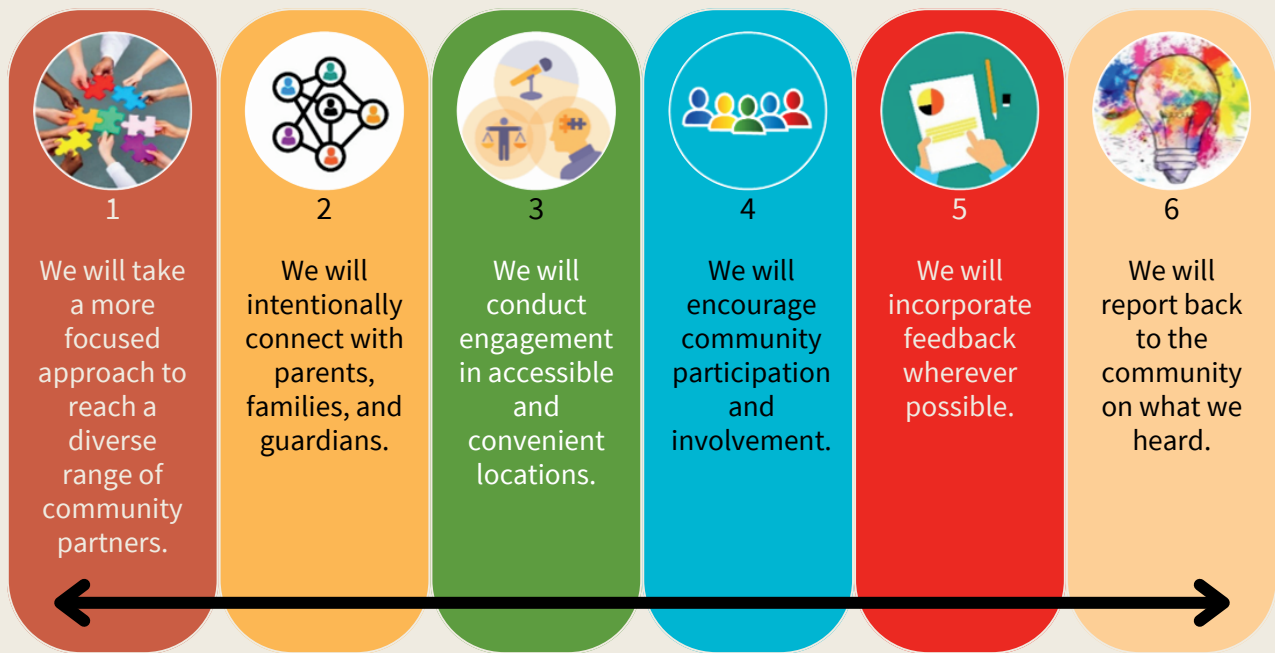 1
We will take
a more
focused
approach to
reach a
diverse
range of
community
partners.
2
We will
intentionally
connect with
parents,
families, and
guardians.
3
We will
conduct
engagement
in accessible
and
convenient
locations.
4
We will
encourage
community
participation
and
involvement.
5
We will
incorporate
feedback
wherever
possible.
6
We will
report back
to the
community
on what we
heard.